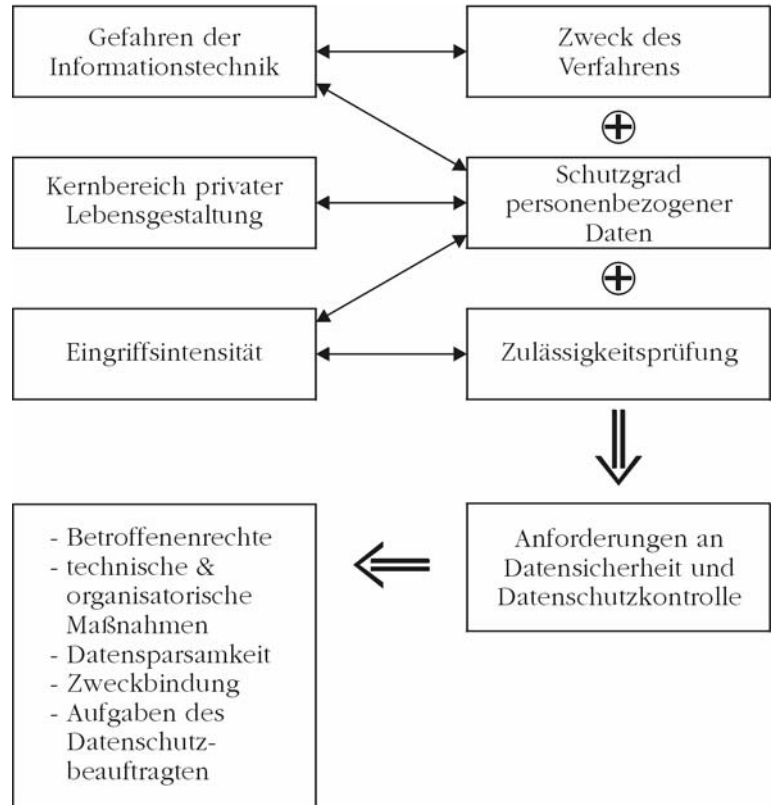 Gefahren der
Informationstechnik
Zweck des
Verfahrens
Kernbereich privater
Lebensgestaltung
Schutzgrad
personenbezogener
Daten
Eingriffsintensität
Zulässigkeitsprüfung
- Betroffenenrechte
- technische &
organisatorische
Maßnahmen
- Datensparsamkeit
- Zweckbindung
- Aufgaben des
Datenschutz-
beauftragten
Anforderungen an
Datensicherheit und
Datenschutzkontrolle